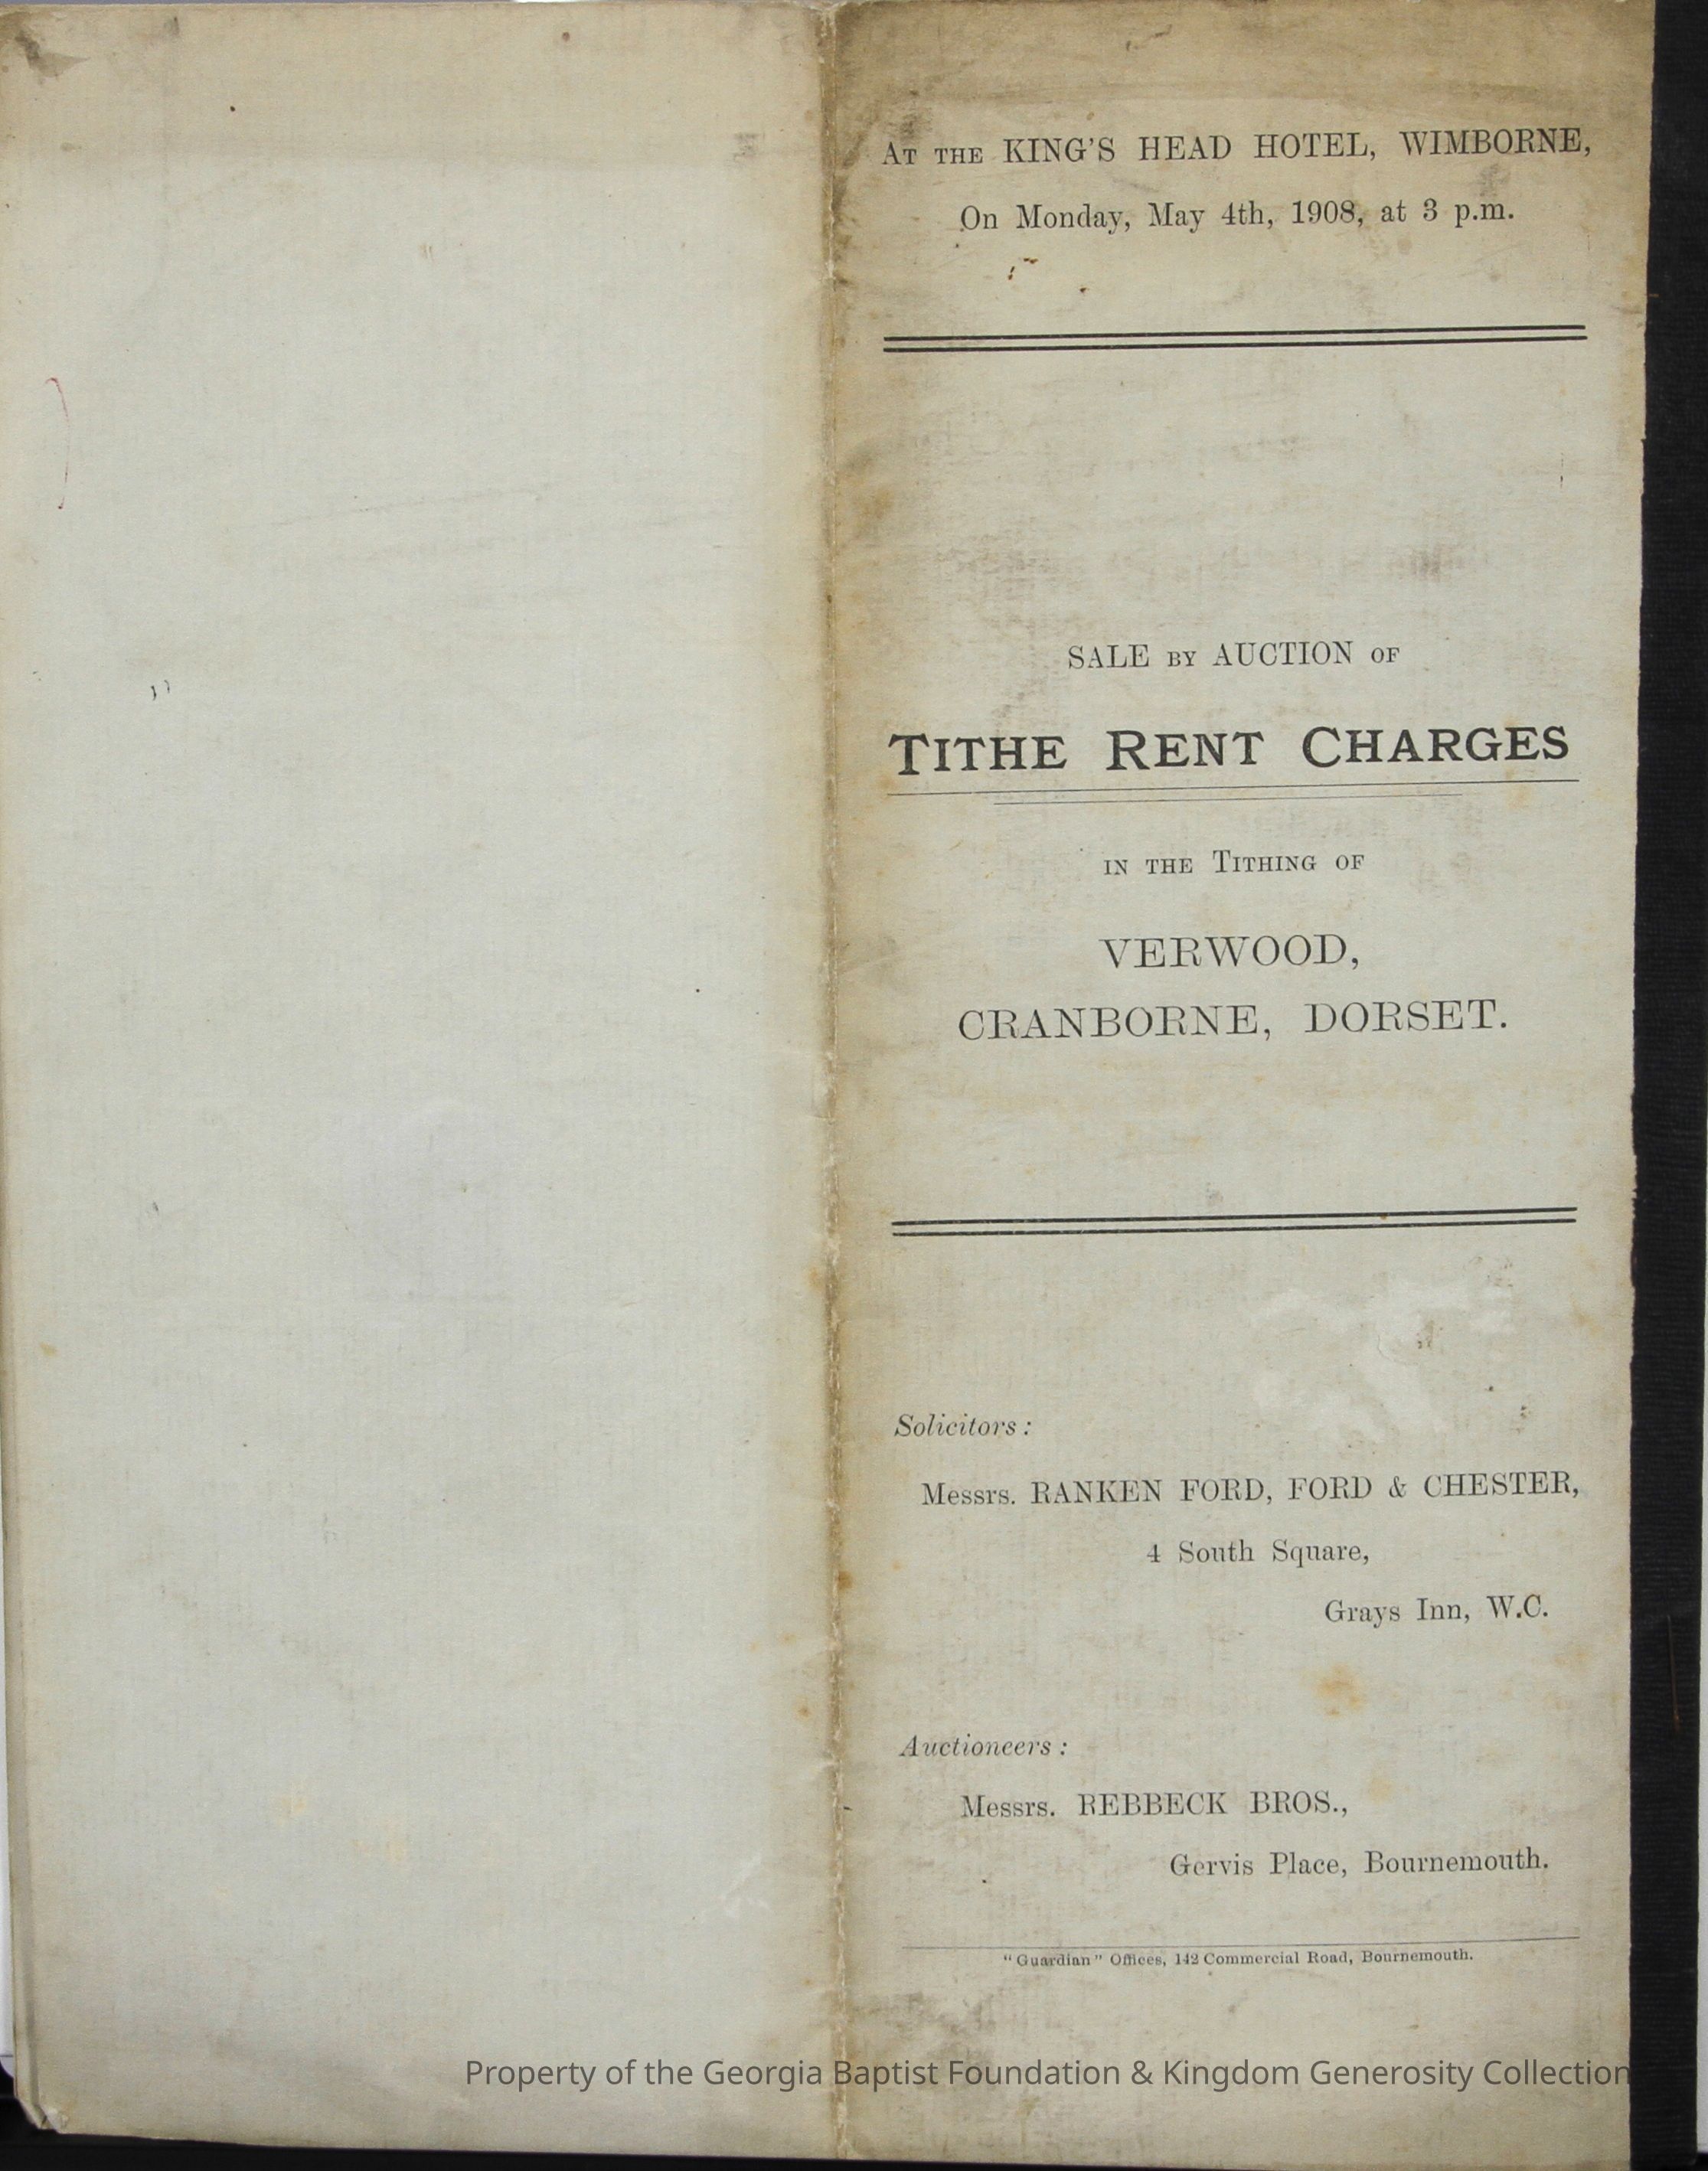 At the KING'S HEAD HOTEL, WIMBORNE,
On Monday, May 4th, 1908, at 3 p.m.
SALE BY AUCTION OF
TITHE RENT CHARGES
IN THE TITHING OF
VERWOOD,
CRANBORNE, DORSET.
Solicitors:
Messrs. RANKEN FORD, FORD & CHESTER,
4 South Square,
Grays Inn, W.C.
Auctioneers:
Messrs. REBBECK BROS.,
Gervis Place, Bournemouth.
"Guardian" Offices, 142 Commercial Road, Bournemouth.
Property of the Georgia Baptist Foundation & Kingdom Generosity Collection